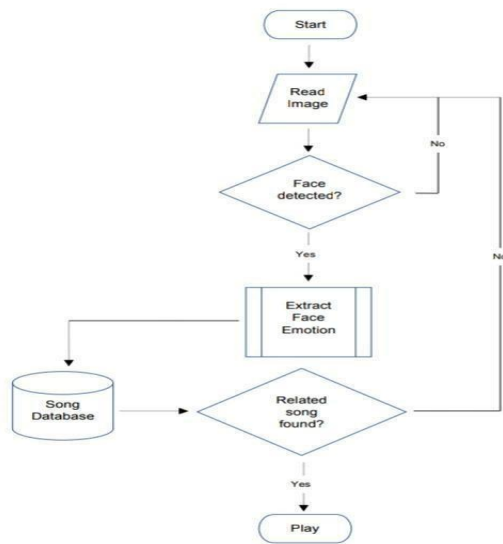 Start
Read
Image
No
Face
detected?
Yes
No
Extract
Face
Emotion
Song
Database
Related
song
found?
Yes
Play